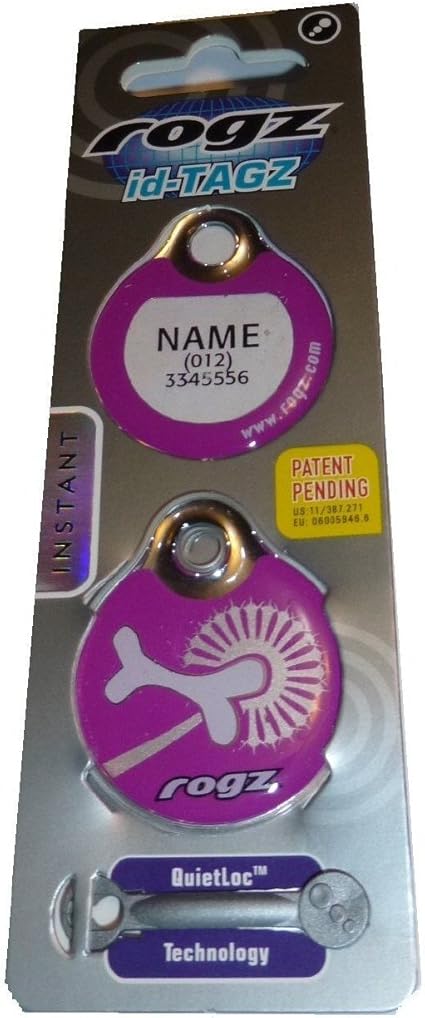 rogz
id-TAGZ
NAME
(012)
3345556
www.rogz.com
INSTANT
PATENT
PENDING
US:11/387.271
EU: 06005946.6
rogz
QuietLoc™
Technology